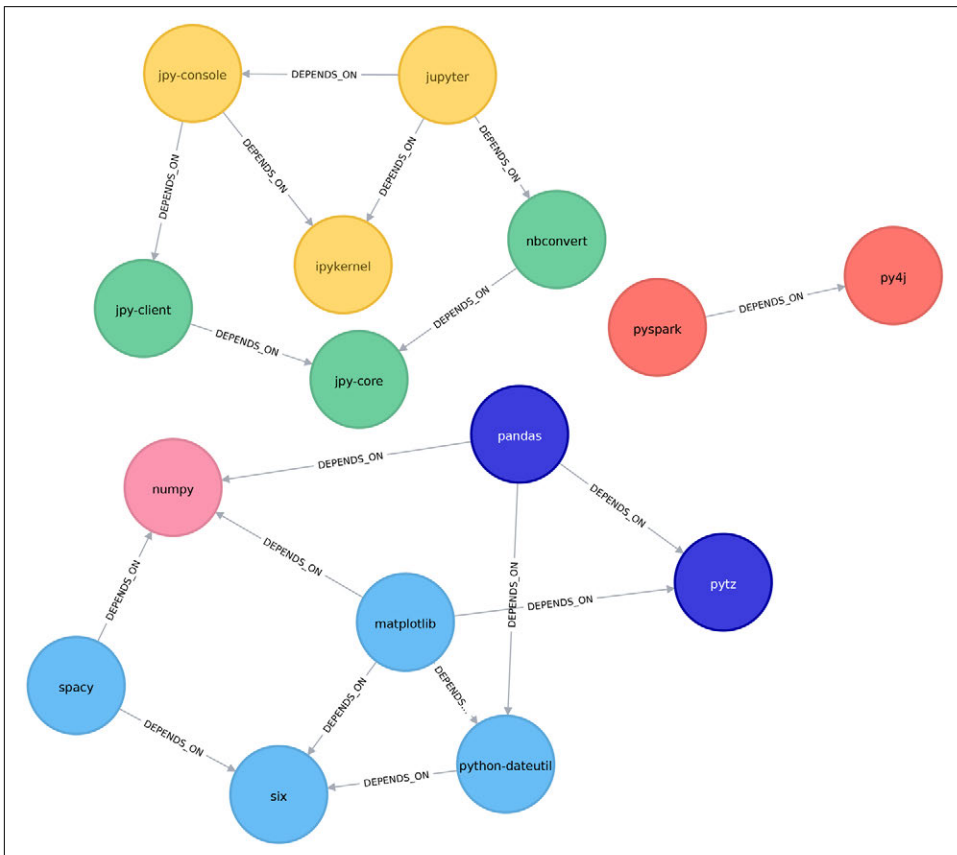 jpy-console
DEPENDS_ON
jupyter
DEPENDS_ON
DEPENDS_ON
DEPENDS_ON
DEPENDS_ON
ipykernel
nbconvert
py4j
jpy-client
DEPENDS_ON
DEPENDS_ON
DEPENDS_ON
pyspark
jpy-core
pandas
DEPENDS_ON
numpy
DEPENDS_ON
DEPENDS_ON
DEPENDS_ON
DEPENDS_ON
pytz
DEPENDS_ON
matplotlib
spacy
DEPENDS...
DEPENDS_ON
DEPENDS_ON
python-dateutil
DEPENDS_ON
six